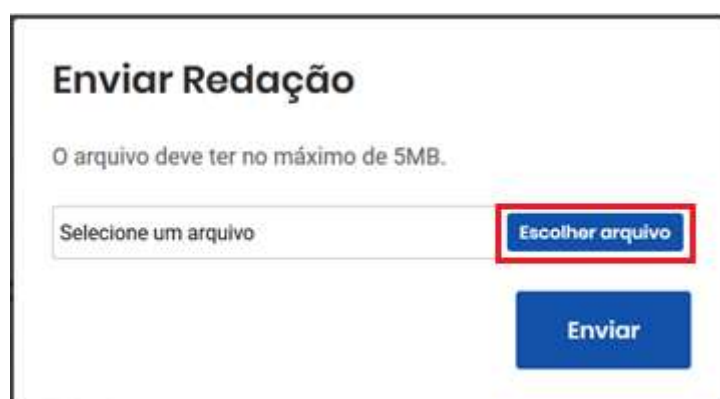 Enviar Redação
O arquivo deve ter no máximo de 5MB.
Selecione um arquivo
Escolher arquivo
Enviar